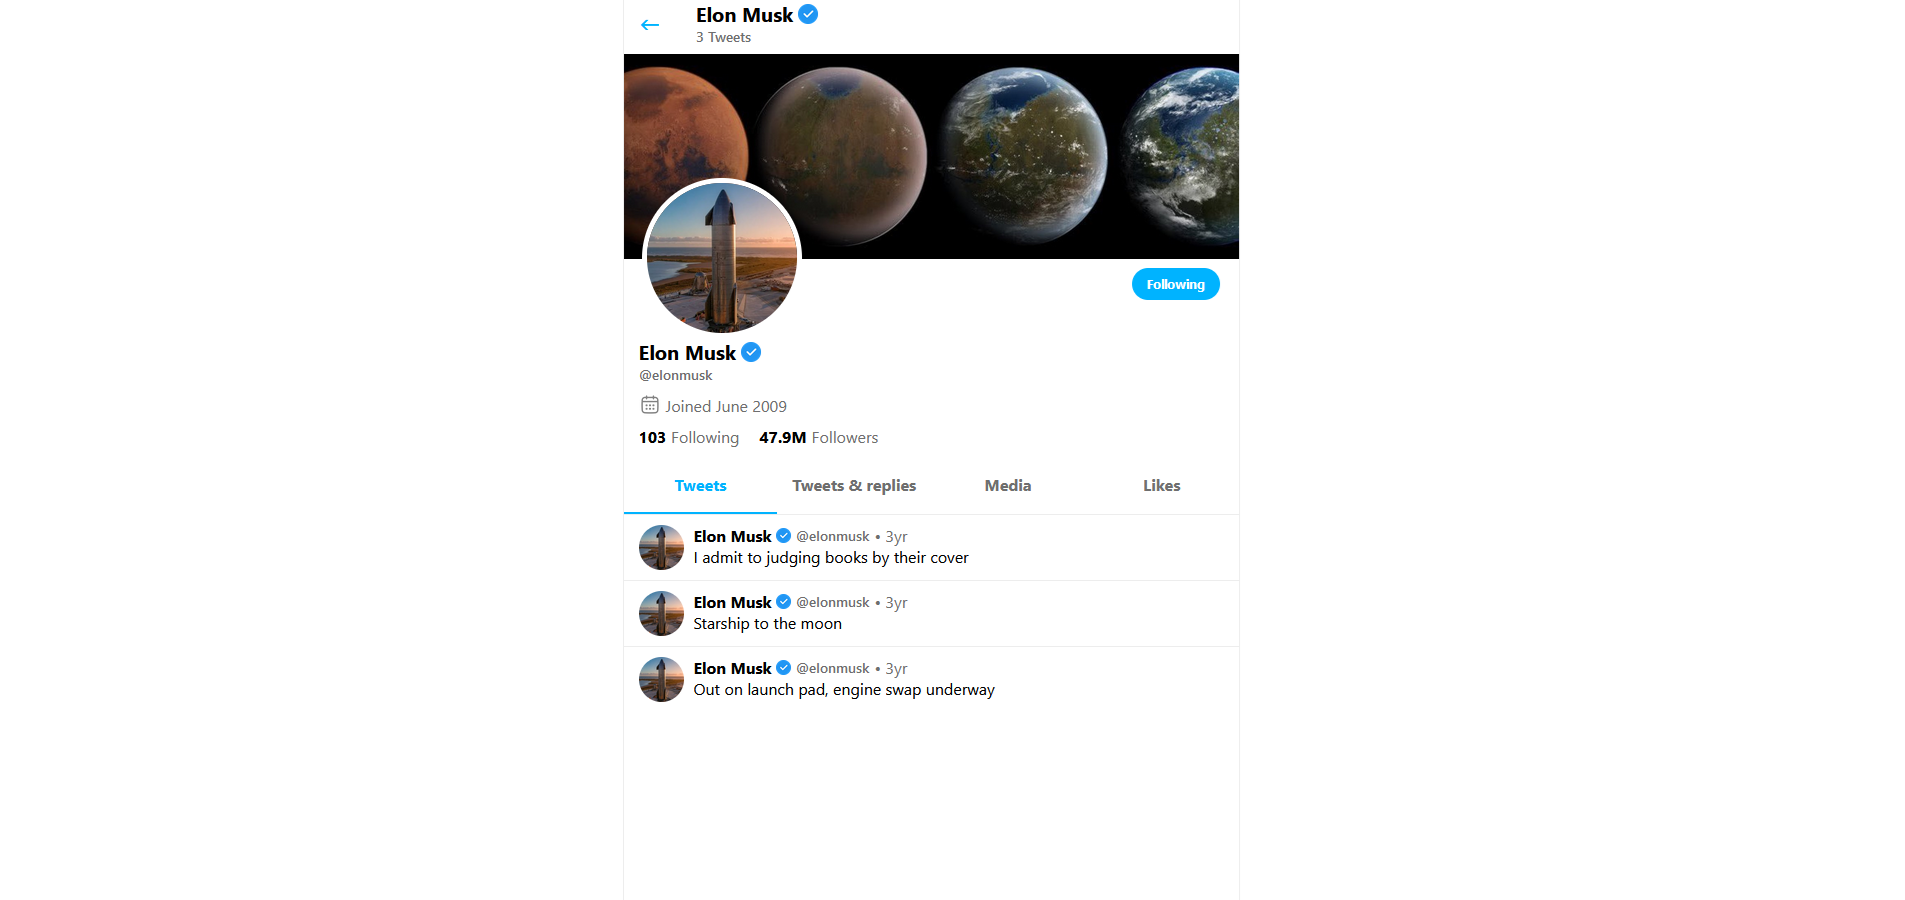 Elon Musk
3 Tweets
Following
Elon Musk
@elonmusk
Joined June 2009
103 Following 47.9M Followers
Tweets Tweets & replies Media Likes
Elon Musk @elonmusk • 3yr
I admit to judging books by their cover
Elon Musk @elonmusk • 3yr
Starship to the moon
Elon Musk @elonmusk • 3yr
Out on launch pad, engine swap underway